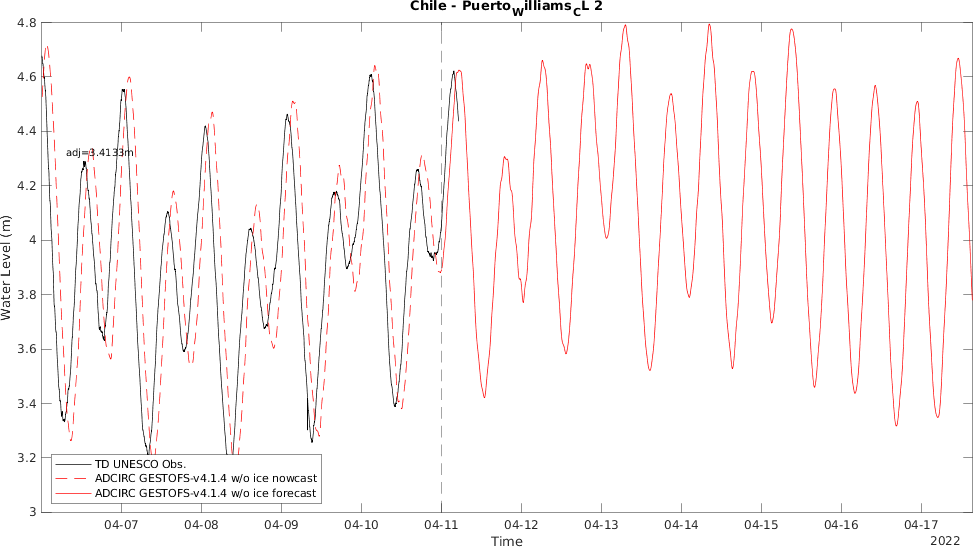 Chile - PuertoWilliamsCL 2
4.8
4.6
4.4
4.2
4
3.8
3.6
3.4
3.2
3
Water Level (m)
adj=3.4133m
TD UNESCO Obs.
ADCIRC GESTOFS-v4.1.4 w/o ice nowcast
ADCIRC GESTOFS-v4.1.4 w/o ice forecast
04-07 04-08 04-09 04-10 04-11 04-12 04-13 04-14 04-15 04-16 04-17
Time
2022